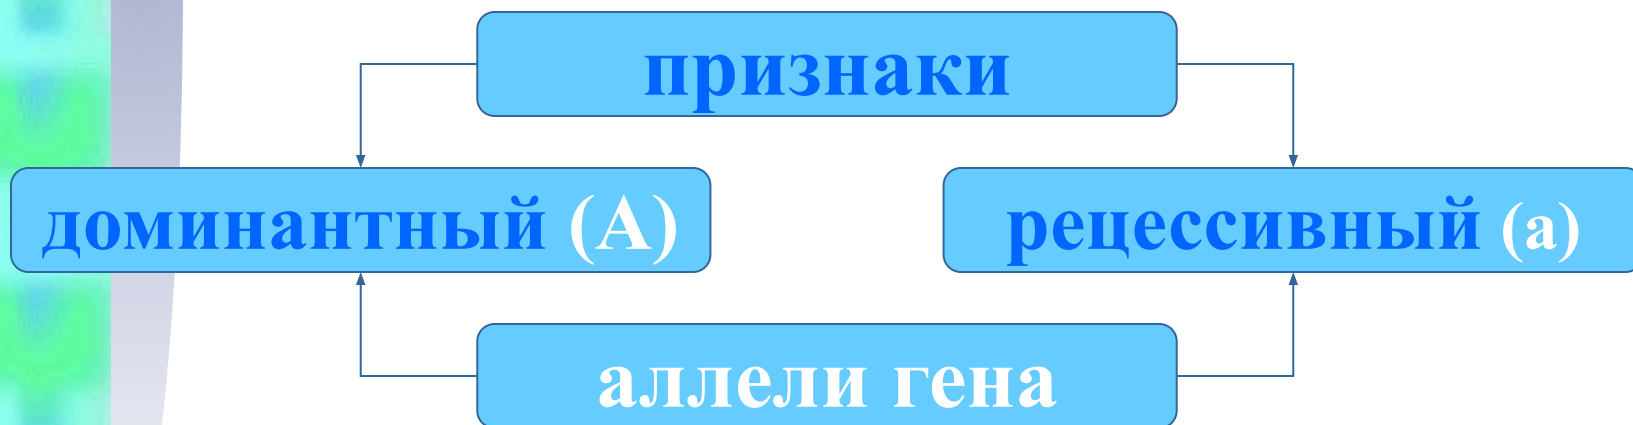 признаки
доминантный (А)
рецессивный (а)
аллели гена